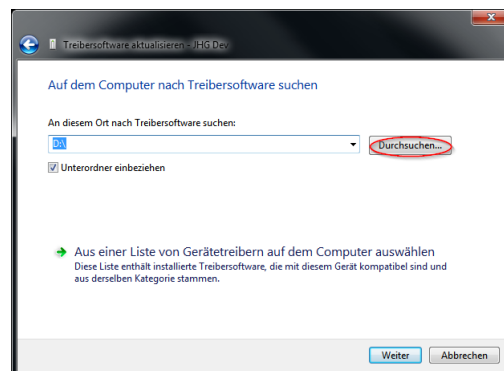 Treibersoftware aktualisieren - JHG Dev
Auf dem Computer nach Treibersoftware suchen
An diesem Ort nach Treibersoftware suchen:
D:\
Durchsuchen...
Unterordner einbeziehen
Aus einer Liste von Gerätetreibern auf dem Computer auswählen
Diese Liste enthält installierte Treibersoftware, die mit diesem Gerät kompatibel sind und
aus derselben Kategorie stammen.
Weiter
Abbrechen